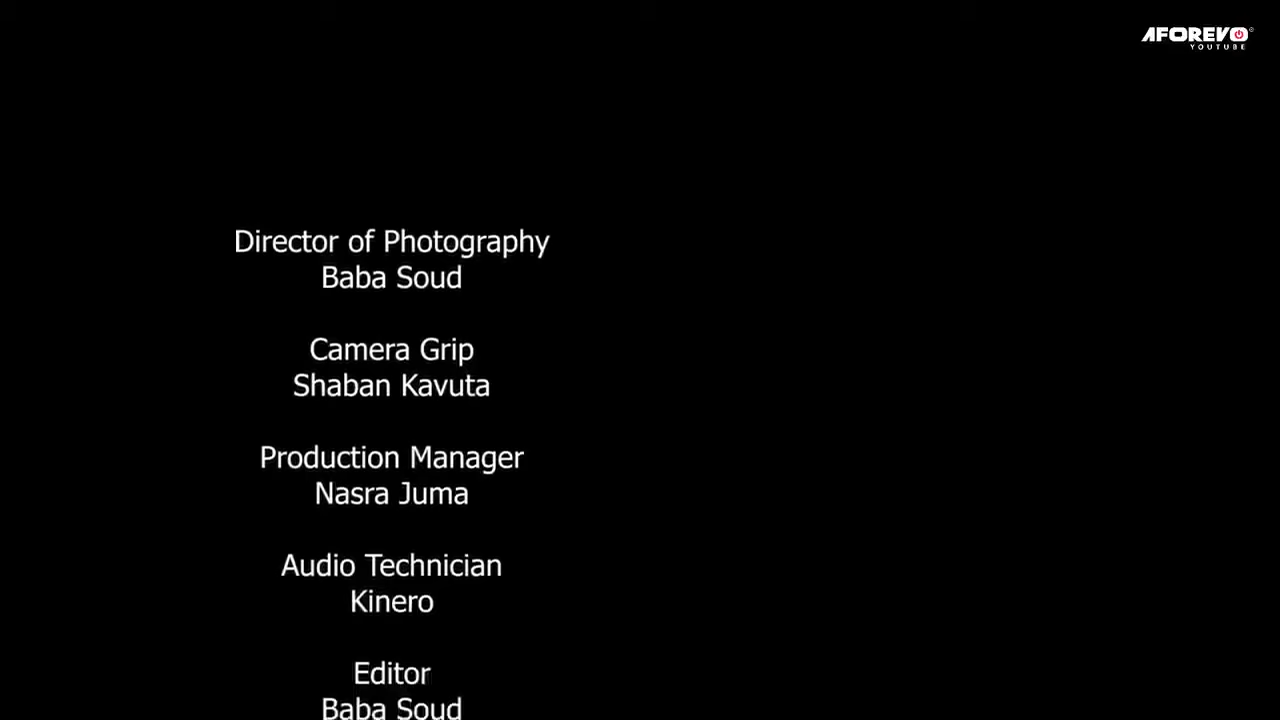 AFOREVO
YOUTUBE
Director of Photography
Baba Soud
Camera Grip
Shaban Kavuta
Production Manager
Nasra Juma
Audio Technician
Kinero
Editor
Baba Soud